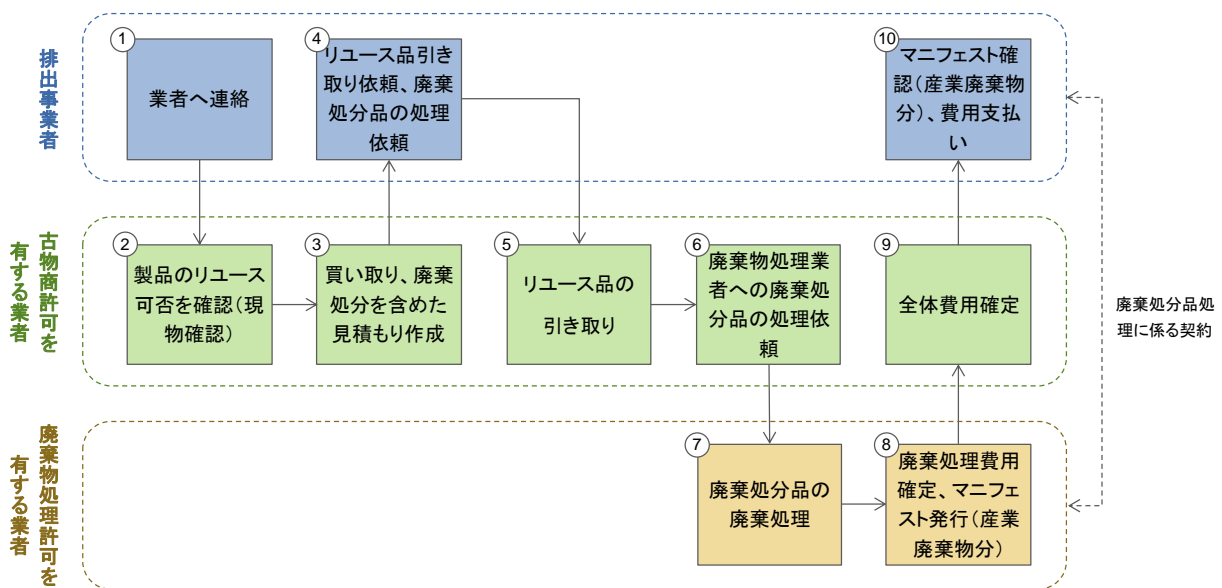 排出事業者
①
業者へ連絡
④
リユース品引き
取り依頼、廃棄
処分品の処理
依頼
⑩
マニフェスト確
認（産業廃棄物
分）、費用支払
い
古物商許可を
有する業者
②
製品のリユース
可否を確認（現
物確認）
③
買い取り、廃棄
処分を含めた
見積もり作成
⑤
リユース品の
引き取り
⑥
廃棄物処理業
者への廃棄処
分品の処理依
頼
⑨
全体費用確定
廃棄処分品処
理に係る契約
廃棄物処理許可を
有する業者
⑦
廃棄処分品の
廃棄処理
⑧
廃棄処理費用
確定、マニフェ
スト発行（産業
廃棄物分）